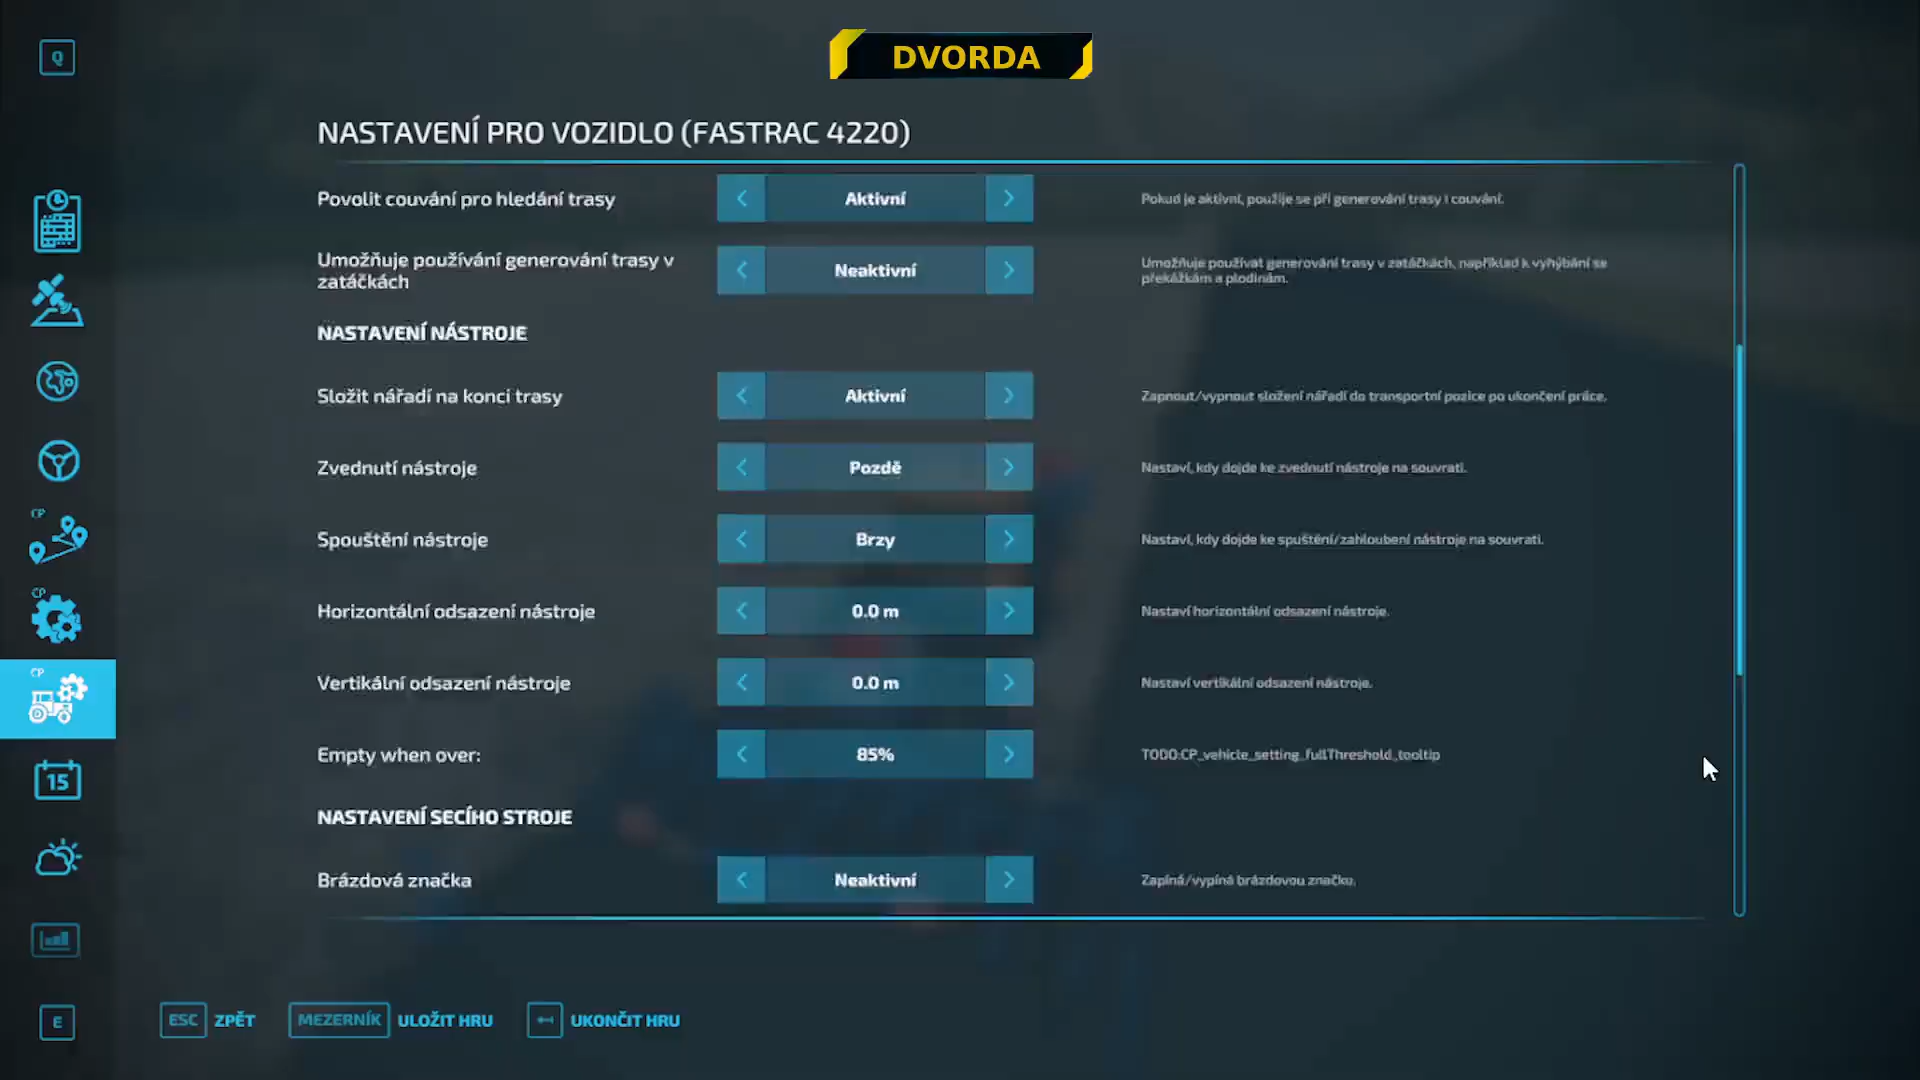 Q
DVORDA
NASTAVENÍ PRO VOZIDLO (FASTRAC 4220)
Povolit couvání pro hledání trasy
Aktivní
Pokud je aktivní, použije se při generování trasy i couvání.
Umožňuje používání generování trasy v
zatáčkách
Neaktivní
Umožňuje používat generování trasy v zatáčkách, například k vyhýbání se
překážkám a plodinám.
NASTAVENÍ NÁSTROJE
Složit nářadí na konci trasy
Aktivní
Zapnout/vypnout složení nářadí do transportní pozice po ukončení práce.
Zvednutí nástroje
Pozdě
Nastaví, kdy dojde ke zvednutí nástroje na souvrati.
CP
Spouštění nástroje
Brzy
Nastaví, kdy dojde ke spuštění/zahloubení nástroje na souvrati.
CP
Horizontální odsazení nástroje
0.0 m
Nastaví horizontální odsazení nástroje.
CP
Vertikální odsazení nástroje
0.0 m
Nastaví vertikální odsazení nástroje.
Empty when over:
85%
TODO:CP_vehicle_setting_fullThreshold_tooltip
15
NASTAVENÍ SECÍHO STROJE
Brázdová značka
Neaktivní
Zapíná/vypíná brázdovou značku.
E
ESC ZPĚT
MEZERNÍK ULOŽIT HRU
UKONČIT HRU